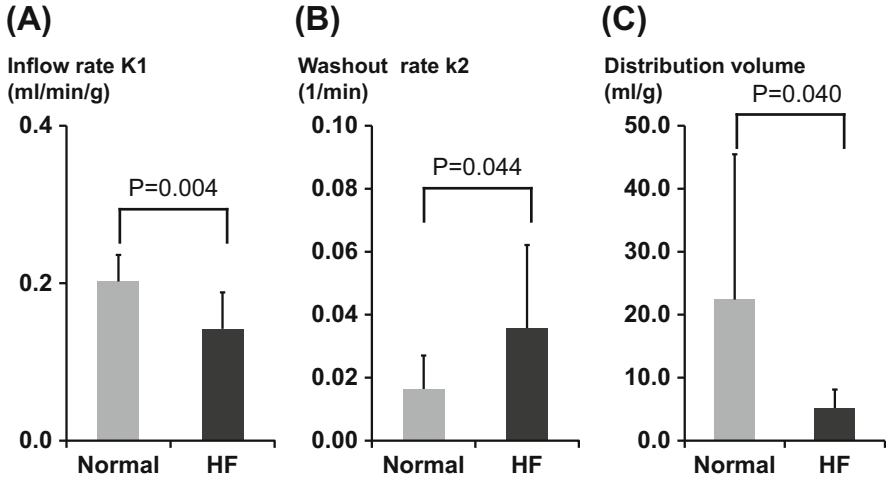 (A)
Inflow rate K1
(ml/min/g)
0.4
0.2
0.0
P=0.004
Normal HF
(B)
Washout rate k2
(1/min)
0.10
0.08
0.06
0.04
0.02
0.00
P=0.044
Normal HF
(C)
Distribution volume
(ml/g)
P=0.040
50.0
40.0
30.0
20.0
10.0
0.0
Normal HF